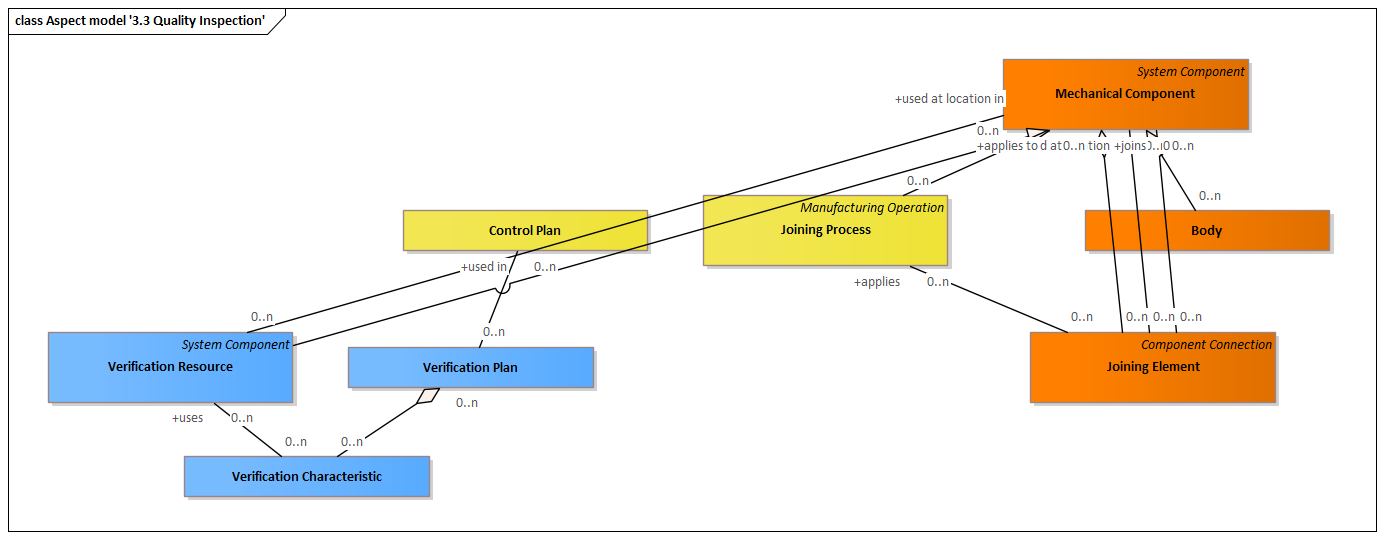 class Aspect model '3.3 Quality Inspection'
System Component
Mechanical Component
+used at location in
0..n
+applies to d at 0..n tion +joins 0..n
0..n
0..n
Manufacturing Operation
Joining Process
Control Plan
Body
+used in 0..n
+applies 0..n
0..n
0..n 0..n 0..n 0..n
System Component
Verification Resource
0..n
Verification Plan
Component Connection
Joining Element
0..n
+uses 0..n
0..n 0..n
Verification Characteristic